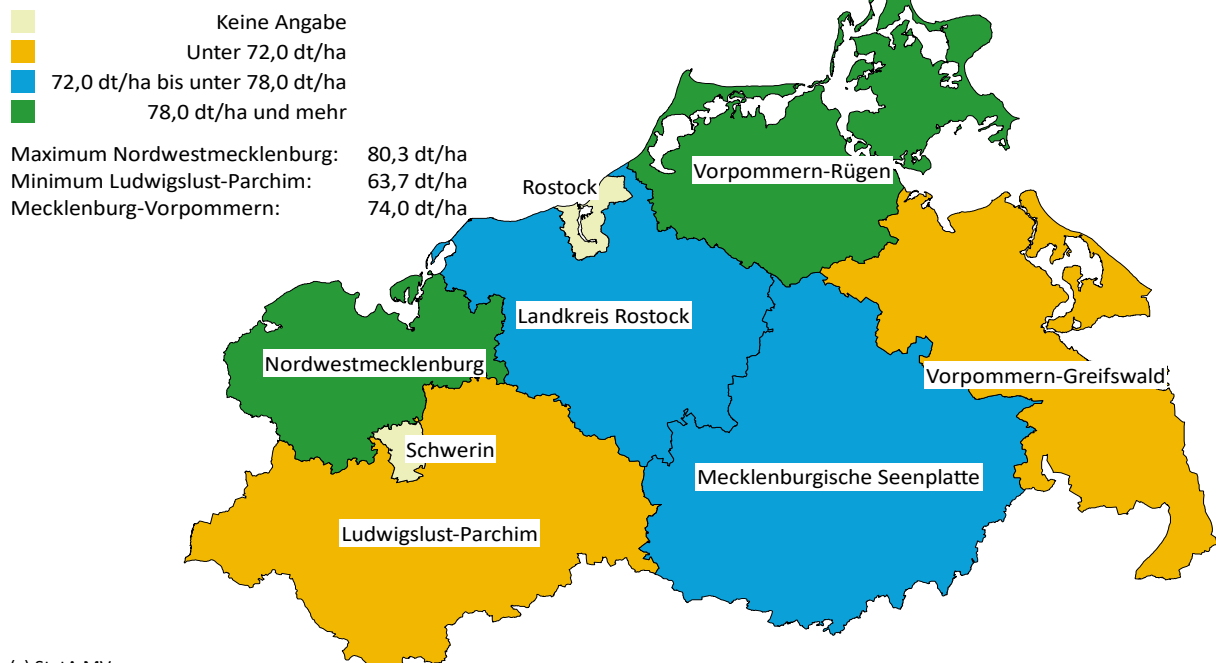 Keine Angabe
Unter 72,0 dt/ha
72,0 dt/ha bis unter 78,0 dt/ha
78,0 dt/ha und mehr
Maximum Nordwestmecklenburg: 80,3 dt/ha
Minimum Ludwigslust-Parchim: 63,7 dt/ha
Mecklenburg-Vorpommern: 74,0 dt/ha
Vorpommern-Rügen
Rostock
Landkreis Rostock
Nordwestmecklenburg
Vorpommern-Greifswald
Schwerin
Mecklenburgische Seenplatte
Ludwigslust-Parchim